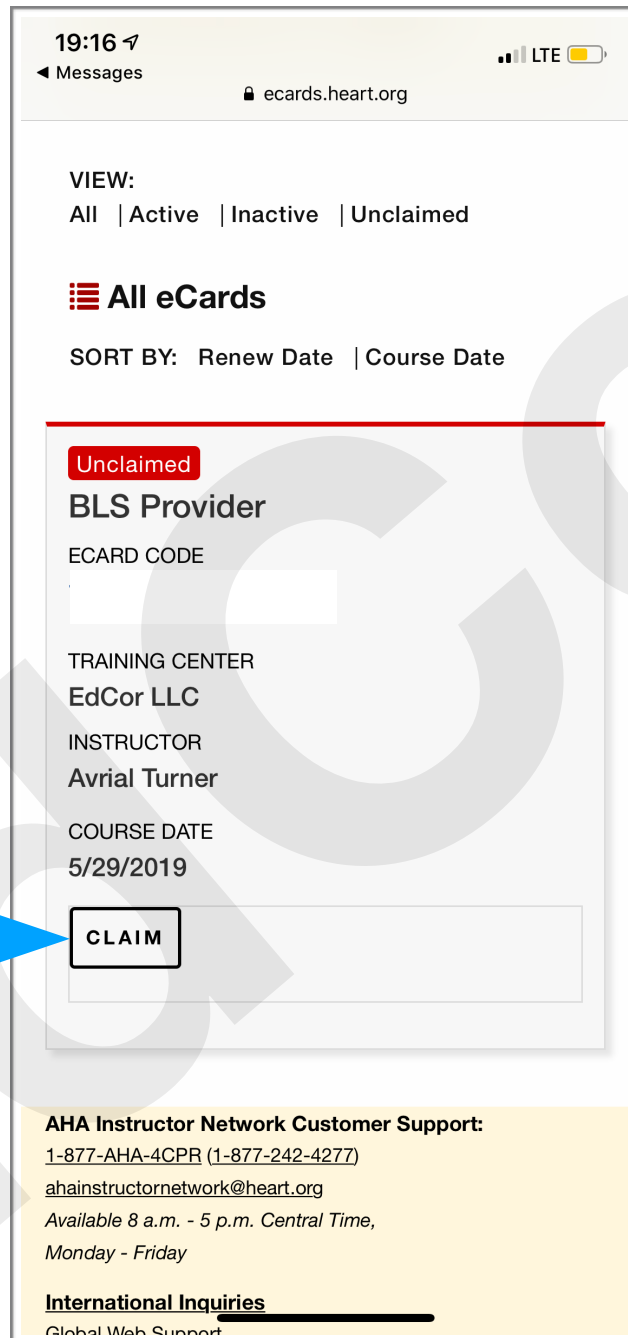 19:16
◀ Messages
LTE
ecards.heart.org
VIEW:
All | Active | Inactive | Unclaimed
All eCards
SORT BY: Renew Date | Course Date
Unclaimed
BLS Provider
ECARD CODE
TRAINING CENTER
EdCor LLC
INSTRUCTOR
Avrial Turner
COURSE DATE
5/29/2019
CLAIM
AHA Instructor Network Customer Support:
1-877-AHA-4CPR (1-877-242-4277)
ahainstructornetwork@heart.org
Available 8 a.m. - 5 p.m. Central Time,
Monday - Friday
International Inquiries
Global Web Support